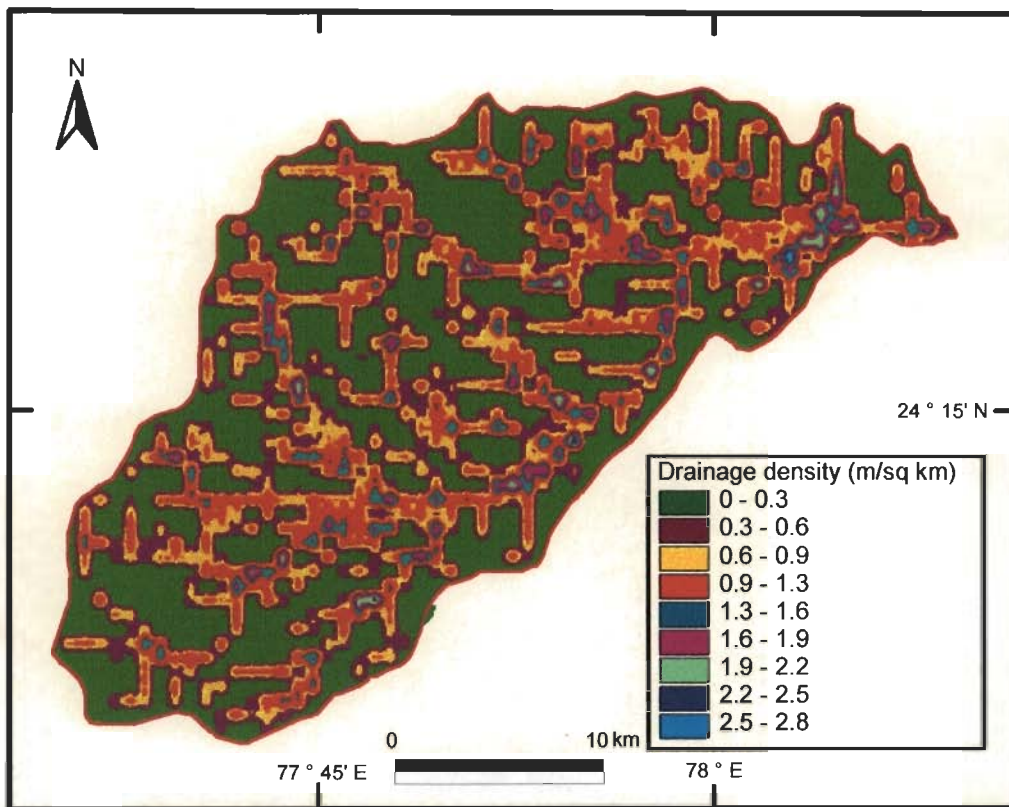 N
24 ° 15' N
Drainage density (m/sq km)
0 - 0.3
0.3 - 0.6
0.6 - 0.9
0.9 - 1.3
1.3 - 1.6
1.6 - 1.9
1.9 - 2.2
2.2 - 2.5
2.5 - 2.8
0 10 km
77 ° 45' E 78 ° E